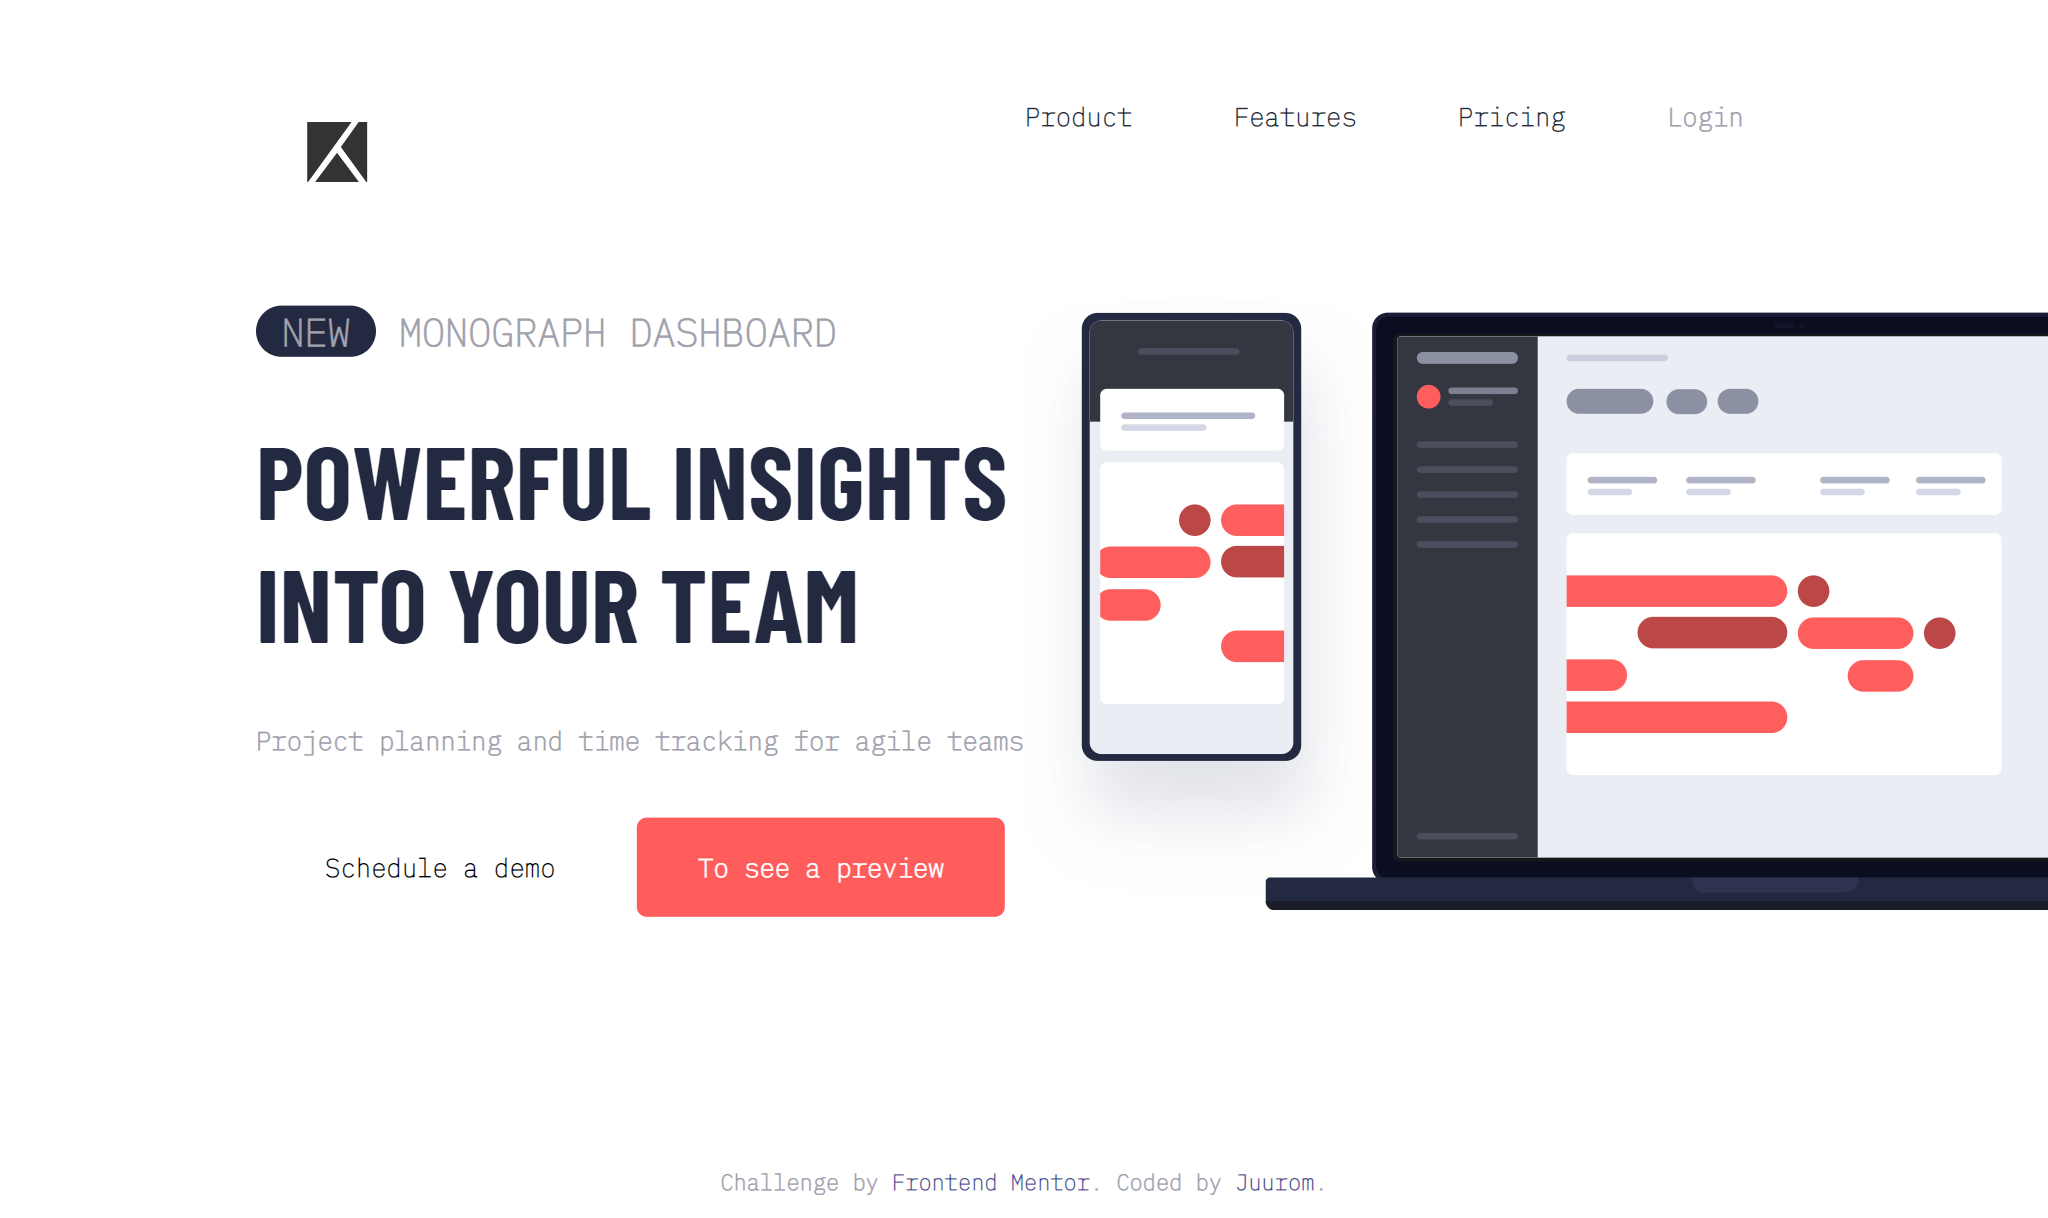 Product Features Pricing Login
NEW MONOGRAPH DASHBOARD
POWERFUL INSIGHTS
INTO YOUR TEAM
Project planning and time tracking for agile teams
Schedule a demo To see a preview
Challenge by Frontend Mentor. Coded by Juurom.